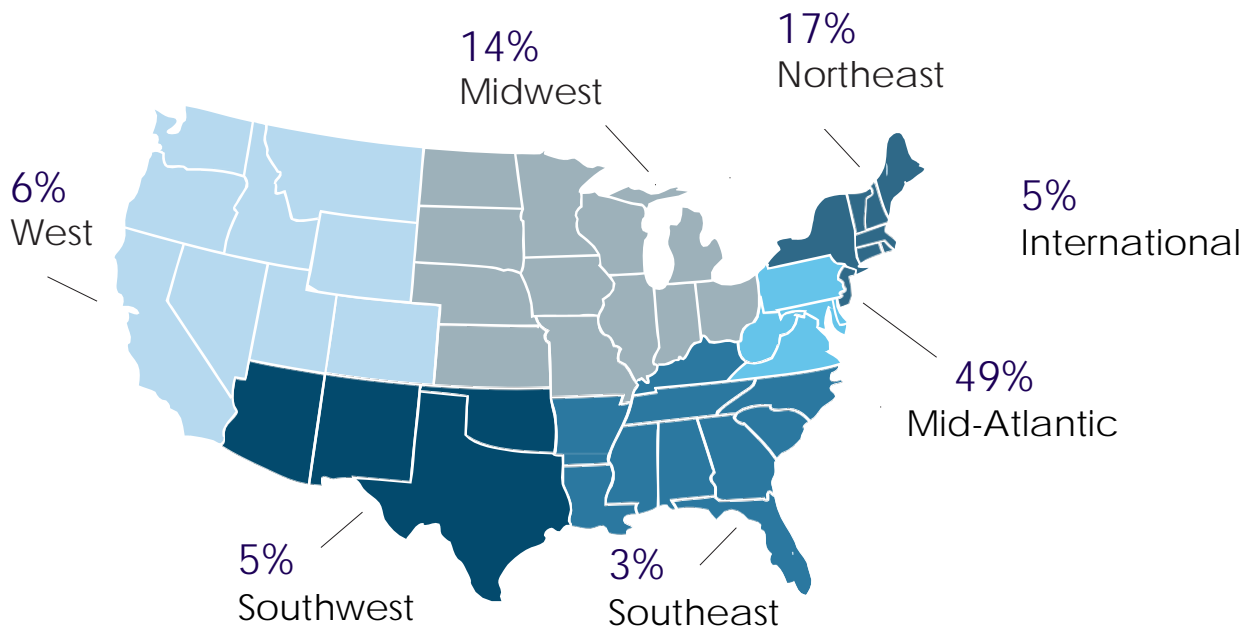 14%
Midwest
17%
Northeast
6%
West
5%
International
49%
Mid-Atlantic
5%
Southwest
3%
Southeast